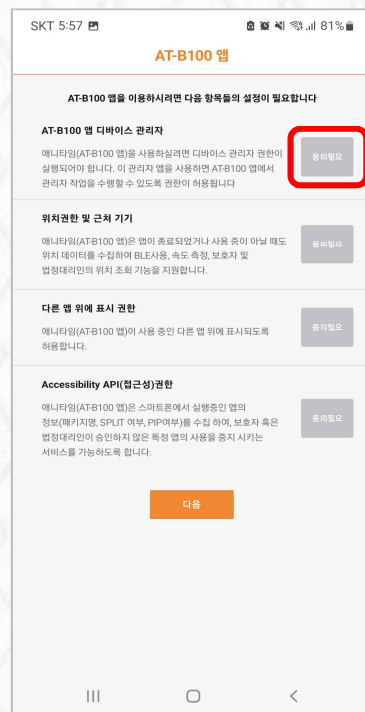 SKT 5:57 81%
AT-B100 앱
AT-B100 앱을 이용하시려면 다음 항목들의 설정이 필요합니다
AT-B100 앱 디바이스 관리자
애니타임(AT-B100 앱)을 사용하실려면 디바이스 관리자 권한이
실행되어야 합니다. 이 관리자 앱을 사용하면 AT-B100 앱에서
관리자 작업을 수행할 수 있도록 권한이 허용됩니다
동의필요
위치권한 및 근처 기기
애니타임(AT-B100 앱)은 앱이 종료되었거나 사용 중이 아닐 때도
위치 데이터를 수집하여 BLE사용, 속도 측정, 보호자 및
법정대리인의 위치 조회 기능을 지원합니다.
동의필요
다른 앱 위에 표시 권한
애니타임(AT-B100 앱)이 사용 중인 다른 앱 위에 표시되도록
허용합니다.
동의필요
Accessibility API(접근성)권한
애니타임(AT-B100 앱)은 스마트폰에서 실행중인 앱의
정보(패키지명, SPLIT 여부, PIP여부)를 수집 하여, 보호자 혹은
법정대리인이 승인하지 않은 특정 앱의 사용을 중지 시키는
서비스를 가능하도록 합니다.
동의필요
다음